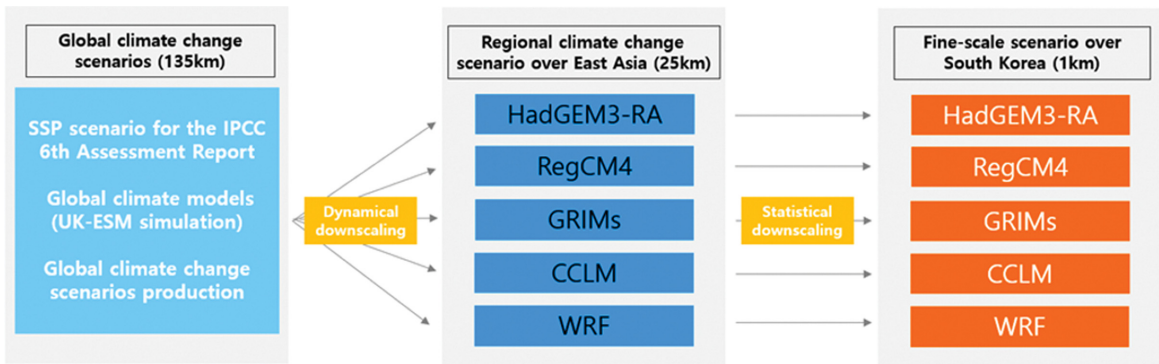 Global climate change
scenarios (135km)
SSP scenario for the IPCC
6th Assessment Report
Global climate models
(UK-ESM simulation)
Global climate change
scenarios production
Dynamical
downscaling
Regional climate change
scenario over East Asia (25km)
HadGEM3-RA
RegCM4
GRIMs
CCLM
WRF
Statistical
downscaling
Fine-scale scenario over
South Korea (1km)
HadGEM3-RA
RegCM4
GRIMs
CCLM
WRF